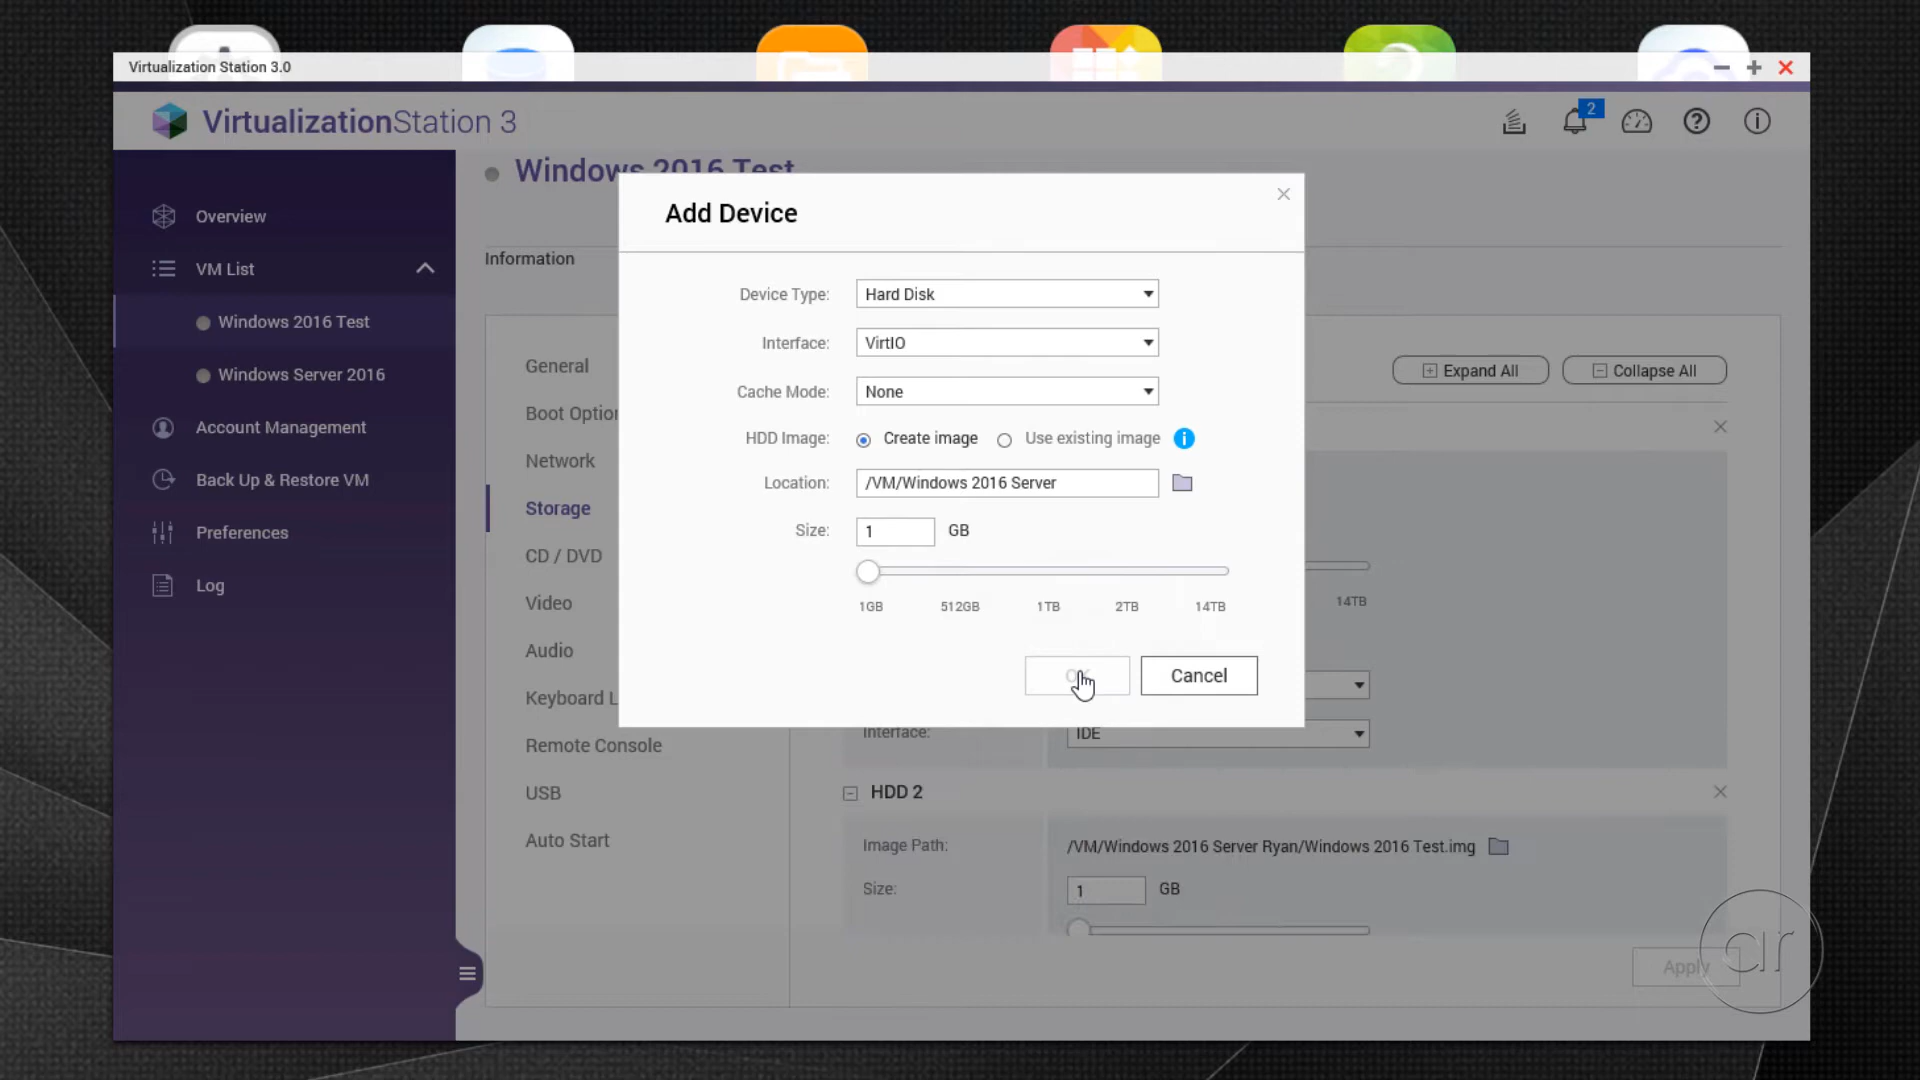 Virtualization Station 3.0
VirtualizationStation 3
2
Overview
VM List
Windows 2016 Test
Windows Server 2016
Account Management
Back Up & Restore VM
Preferences
Log
Windows 2016 Test
Information
General
Boot Option
Network
Storage
CD / DVD
Video
Audio
Keyboard L
Remote Console
USB
Auto Start
Expand All
Collapse All
14TB
Interface:
IDE
HDD 2
Image Path:
/VM/Windows 2016 Server Ryan/Windows 2016 Test.img
Size:
1
GB
Apply
ar
Add Device
Device Type:
Hard Disk
Interface:
VirtIO
Cache Mode:
None
HDD Image:
Create image
Use existing image
Location:
/VM/Windows 2016 Server
Size:
1
GB
1GB
512GB
1TB
2TB
14TB
Cancel